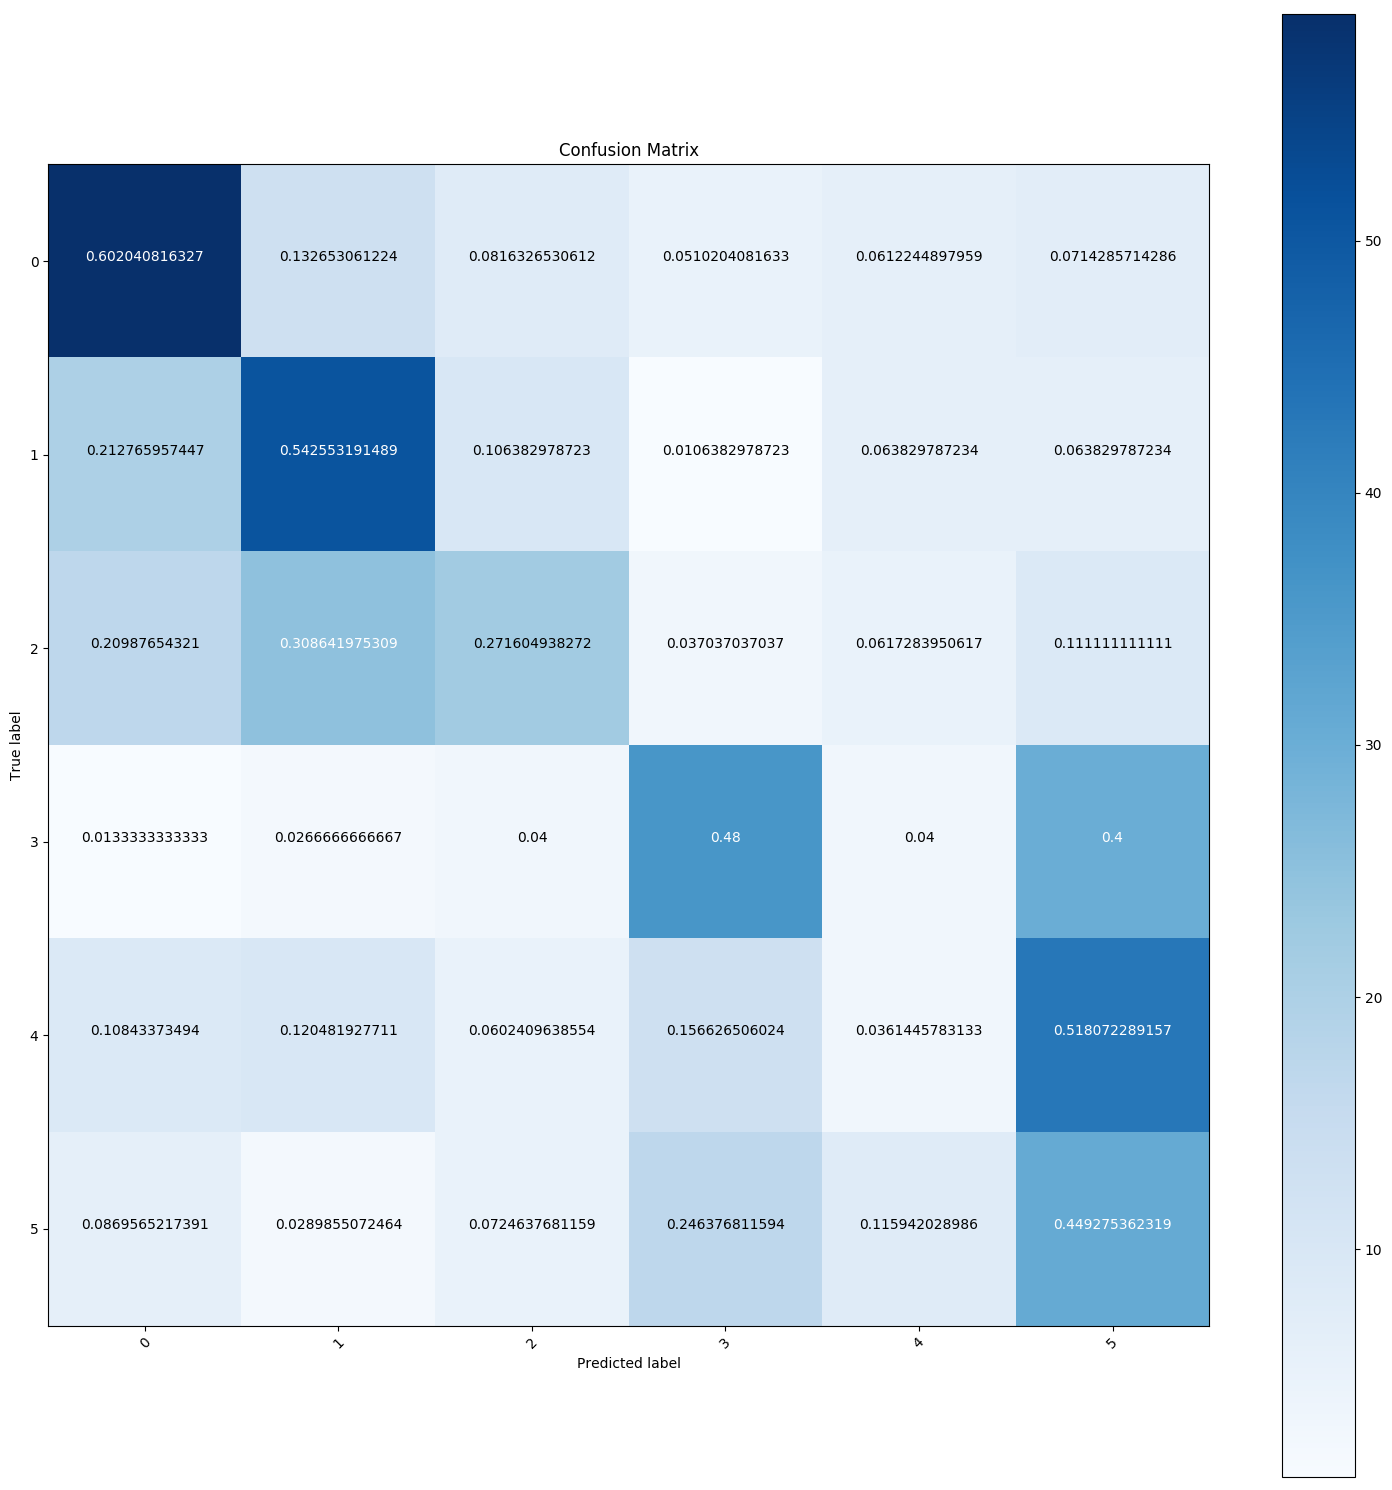 Confusion Matrix
0 0.602040816327 0.132653061224 0.0816326530612 0.0510204081633 0.0612244897959 0.0714285714286
1 0.212765957447 0.542553191489 0.106382978723 0.0106382978723 0.063829787234 0.063829787234
2 0.20987654321 0.308641975309 0.271604938272 0.037037037037 0.0617283950617 0.111111111111
3 0.0133333333333 0.0266666666667 0.04 0.48 0.04 0.4
4 0.10843373494 0.120481927711 0.0602409638554 0.156626506024 0.0361445783133 0.518072289157
5 0.0869565217391 0.0289855072464 0.0724637681159 0.246376811594 0.115942028986 0.449275362319
0 1 2 3 4 5
Predicted label
True label
50
40
30
20
10